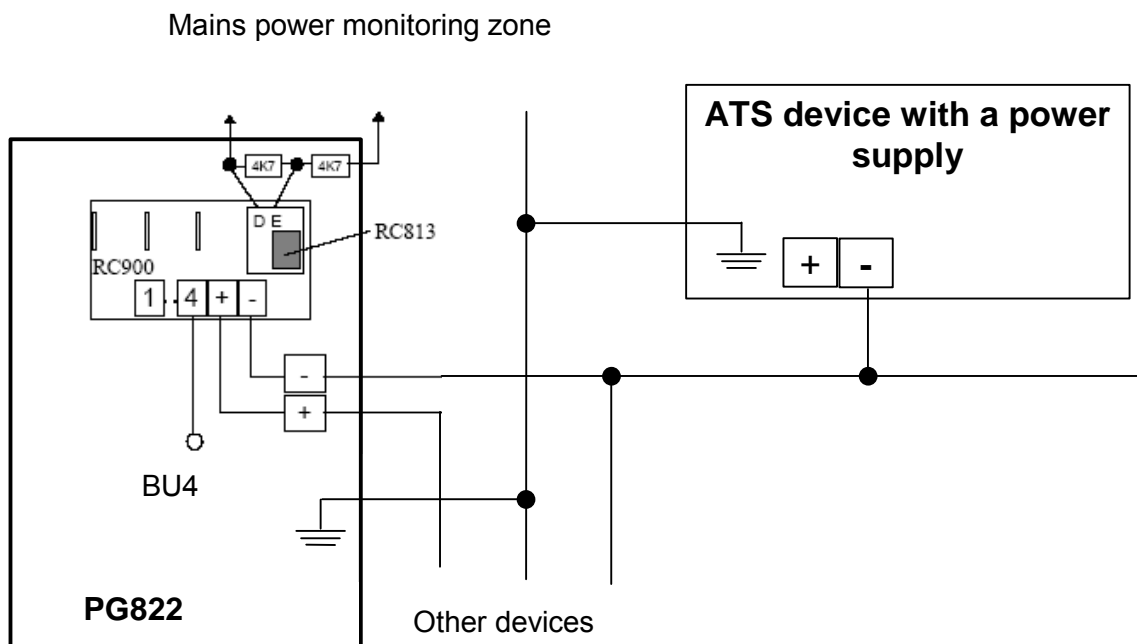 Mains power monitoring zone
ATS device with a power
supply
4K7 4K7
D E
RC813
RC900
1 .. 4 + -
+ -
-
+
BU4
PG822
Other devices